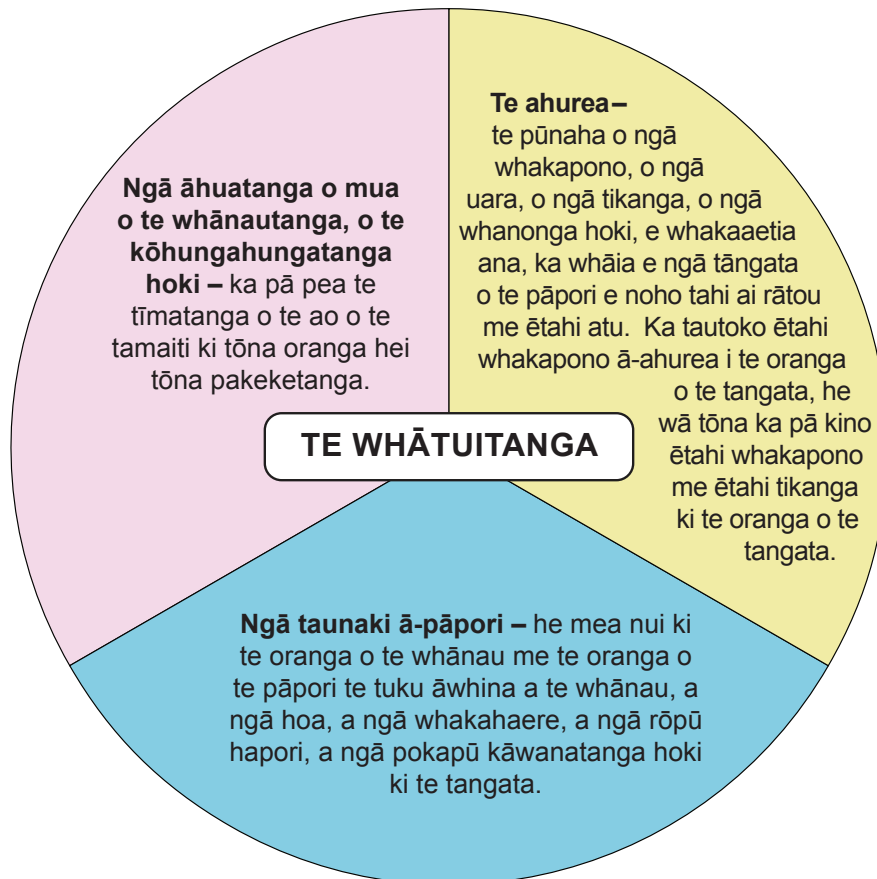 Ngā āhuatanga o mua
o te whānautanga, o te
kōhungahungatanga
hoki – ka pā pea te
tīmatanga o te ao o te
tamaiti ki tōna oranga hei
tōna pakeketanga.
Te ahurea–
te pūnaha o ngā
whakapono, o ngā
uara, o ngā tikanga, o ngā
whanonga hoki, e whakaaetia
ana, ka whāia e ngā tāngata
o te pāpori e noho tahi ai rātou
me ētahi atu. Ka tautoko ētahi
whakapono ā-ahurea i te oranga
o te tangata, he
wā tōna ka pā kino
ētahi whakapono
me ētahi tikanga
ki te oranga o te
tangata.
TE WHĀTUITANGA
Ngā taunaki ā-pāpori – he mea nui ki
te oranga o te whānau me te oranga o
te pāpori te tuku āwhina a te whānau, a
ngā hoa, a ngā whakahaere, a ngā rōpū
hapori, a ngā pokapū kāwanatanga hoki
ki te tangata.